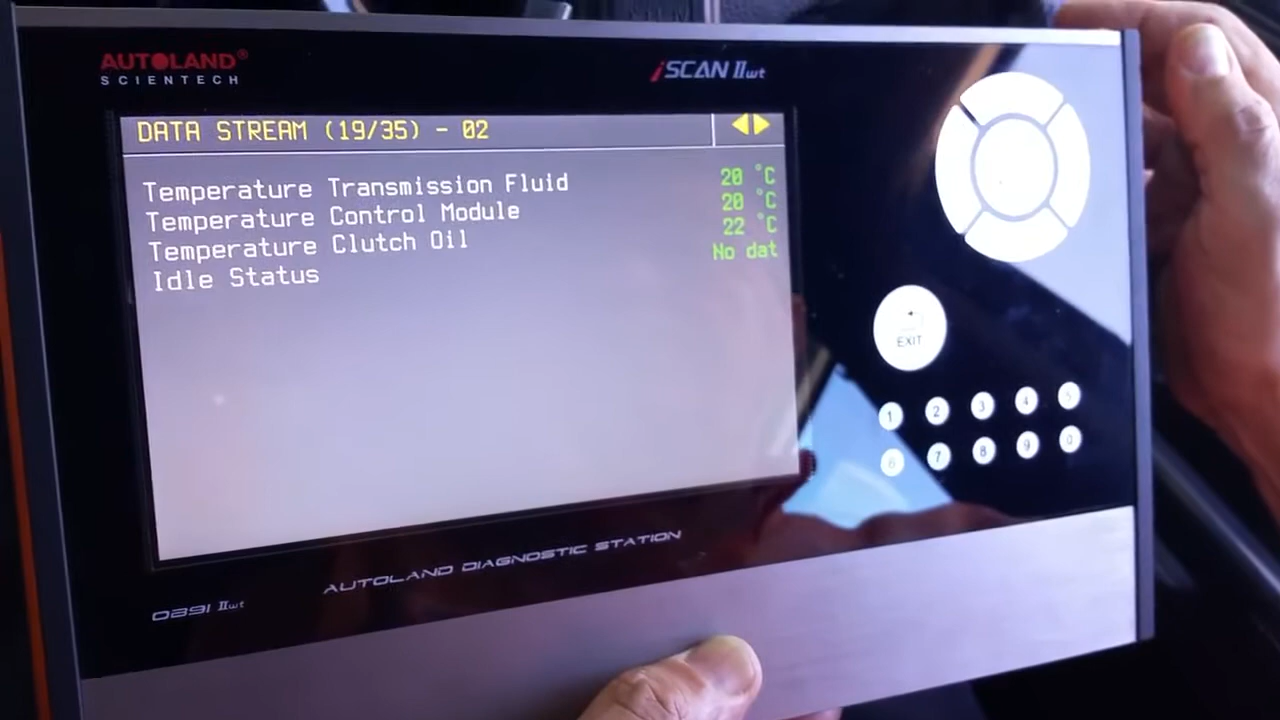 AUTOLAND®
SCIENTECH
iSCAN IIwt
DATA STREAM (19/35) - 02
Temperature Transmission Fluid 20 °C
Temperature Control Module 20 °C
Temperature Clutch Oil 22 °C
Idle Status No dat
EXIT
1 2 3 4 5
6 7 8 9 0
AUTOLAND DIAGNOSTIC STATION
OB91 IIwt